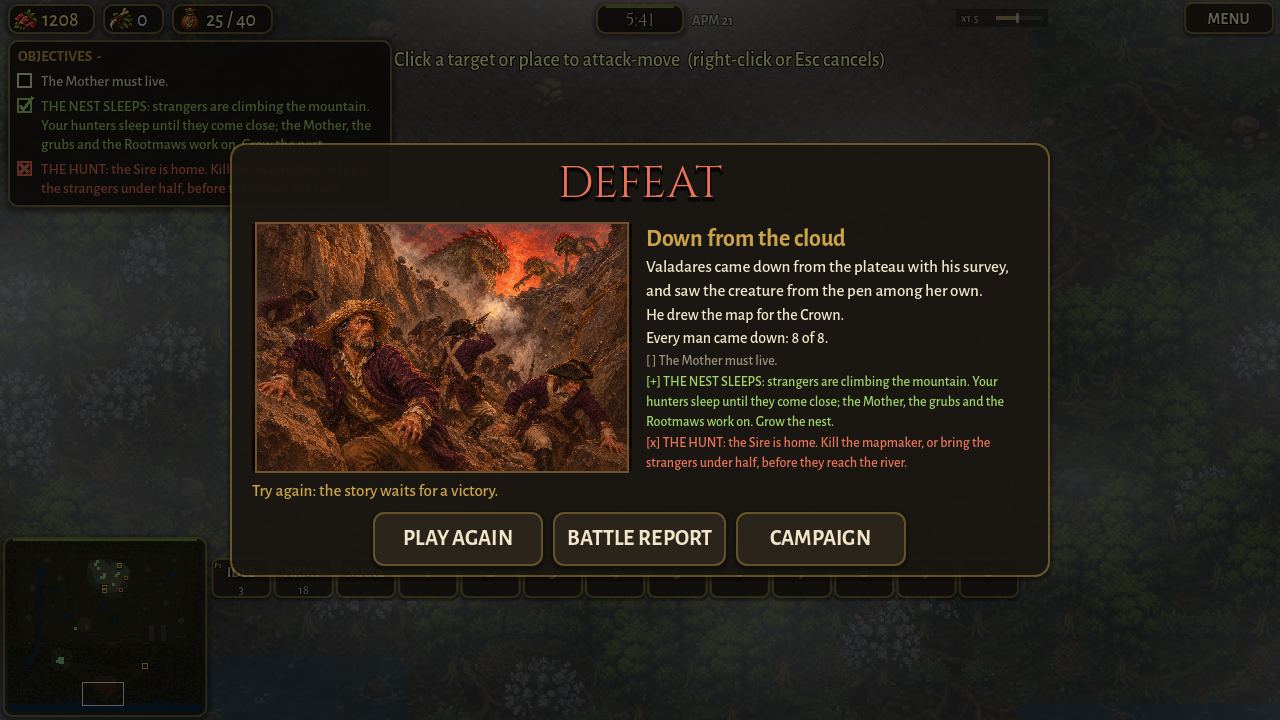 1208
0
25 / 40
5:41
APM 21
x1.5
MENU
OBJECTIVES -
The Mother must live.
THE NEST SLEEPS: strangers are climbing the mountain.
Your hunters sleep until they come close; the Mother, the
grubs and the Rootmaws work on. Grow the nest.
THE HUNT: the Sire is home. Kill
the strangers under half, before
Click a target or place to attack-move (right-click or Esc cancels)
DEFEAT
Down from the cloud
Valadares came down from the plateau with his survey,
and saw the creature from the pen among her own.
He drew the map for the Crown.
Every man came down: 8 of 8.
[ ] The Mother must live.
[+] THE NEST SLEEPS: strangers are climbing the mountain. Your
hunters sleep until they come close; the Mother, the grubs and the
Rootmaws work on. Grow the nest.
[x] THE HUNT: the Sire is home. Kill the mapmaker, or bring the
strangers under half, before they reach the river.
Try again: the story waits for a victory.
PLAY AGAIN
BATTLE REPORT
CAMPAIGN
F1
3
18